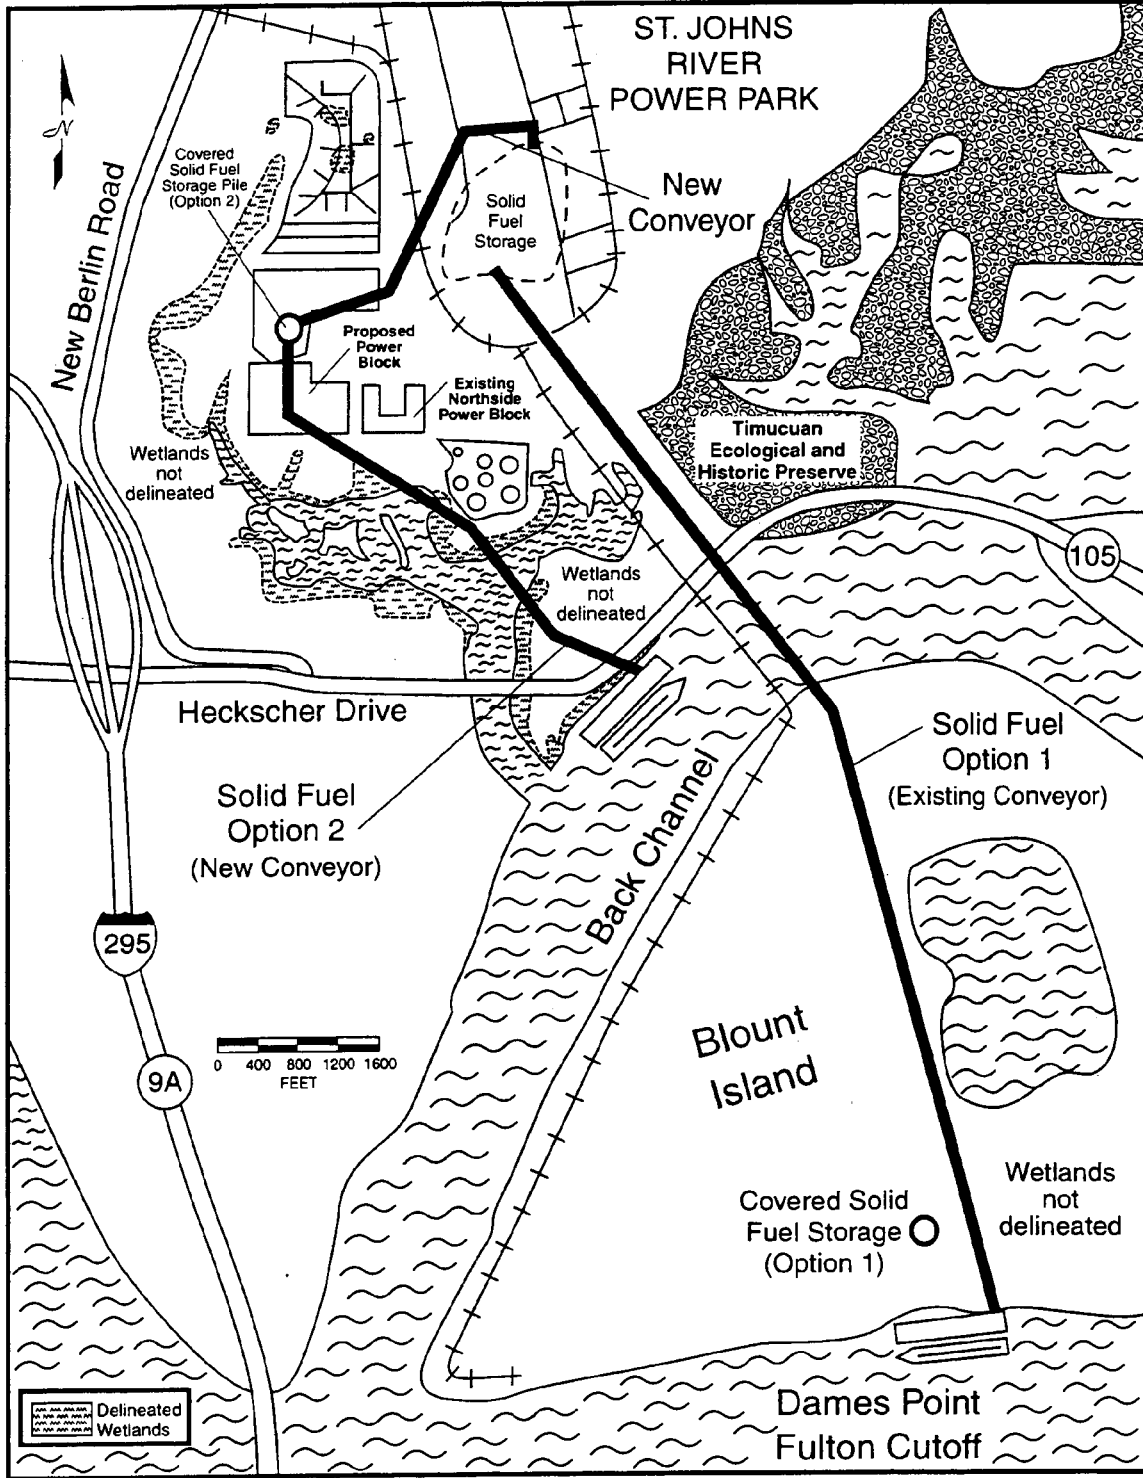 ST. JOHNS
RIVER
POWER PARK
N
Covered
Solid Fuel
Storage Pile
(Option 2)
New Berlin Road
Solid
Fuel
Storage
New
Conveyor
Proposed
Power
Block
Existing
Northside
Power Block
Timucuan
Ecological and
Historic Preserve
Wetlands
not
delineated
105
Wetlands
not
delineated
Heckscher Drive
Solid Fuel
Option 1
(Existing Conveyor)
Solid Fuel
Option 2
(New Conveyor)
Back Channel
295
0 400 800 1200 1600
FEET
9A
Blount
Island
Wetlands
not
delineated
Covered Solid
Fuel Storage
(Option 1)
Delineated
Wetlands
Dames Point
Fulton Cutoff